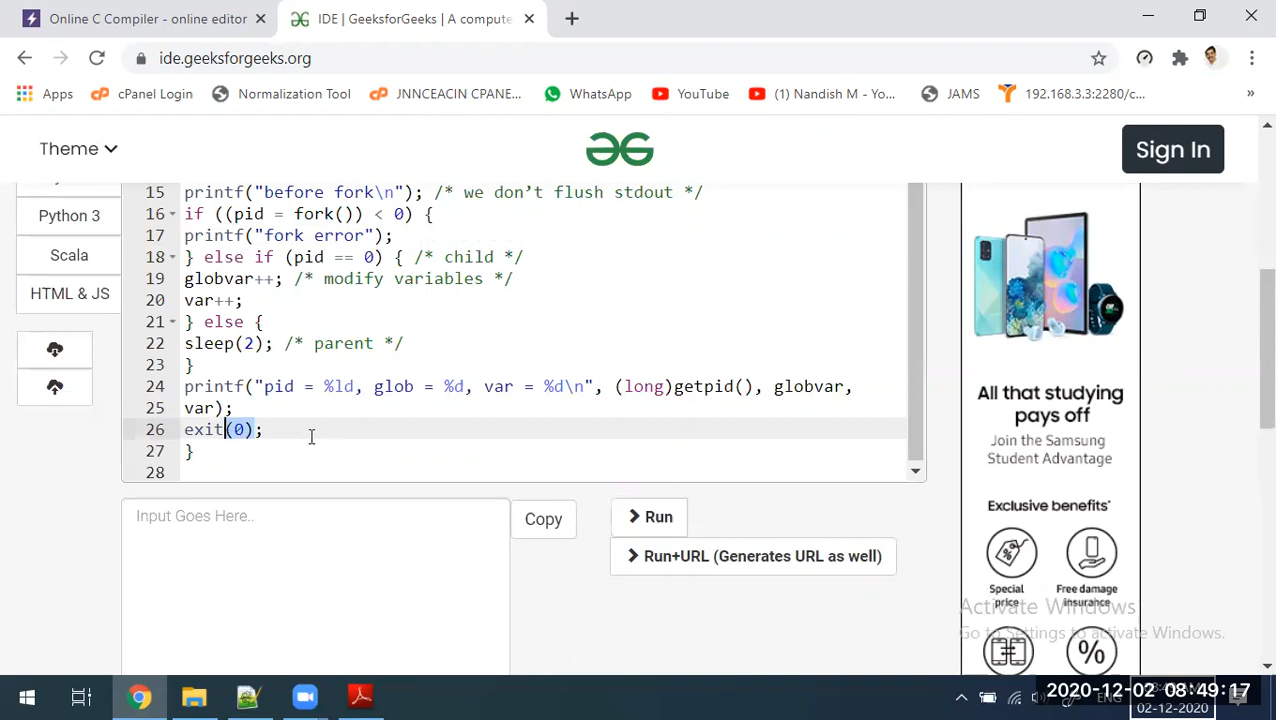 Online C Compiler - online editor
IDE | GeeksforGeeks | A compute
ide.geeksforgeeks.org
Apps
cPanel Login
Normalization Tool
JNNCEACIN CPANE...
WhatsApp
YouTube
(1) Nandish M - Yo...
JAMS
192.168.3.3:2280/c...
»
Theme
Sign In
Python 3
Scala
HTML & JS
15 printf("before fork\n"); /* we don’t flush stdout */
16 if ((pid = fork()) < 0) {
17 printf("fork error");
18 } else if (pid == 0) { /* child */
19 globvar++; /* modify variables */
20 var++;
21 } else {
22 sleep(2); /* parent */
23 }
24 printf("pid = %ld, glob = %d, var = %d\n", (long)getpid(), globvar,
25 var);
26 exit(0);
27 }
28
Input Goes Here..
Copy
Run
Run+URL (Generates URL as well)
All that studying
pays off
Join the Samsung
Student Advantage
Exclusive benefits*
Special
price
Free damage
insurance
Activate Windows
Go to Settings to activate Windows.
ENG
2020-12-02 08:49:17
02-12-2020